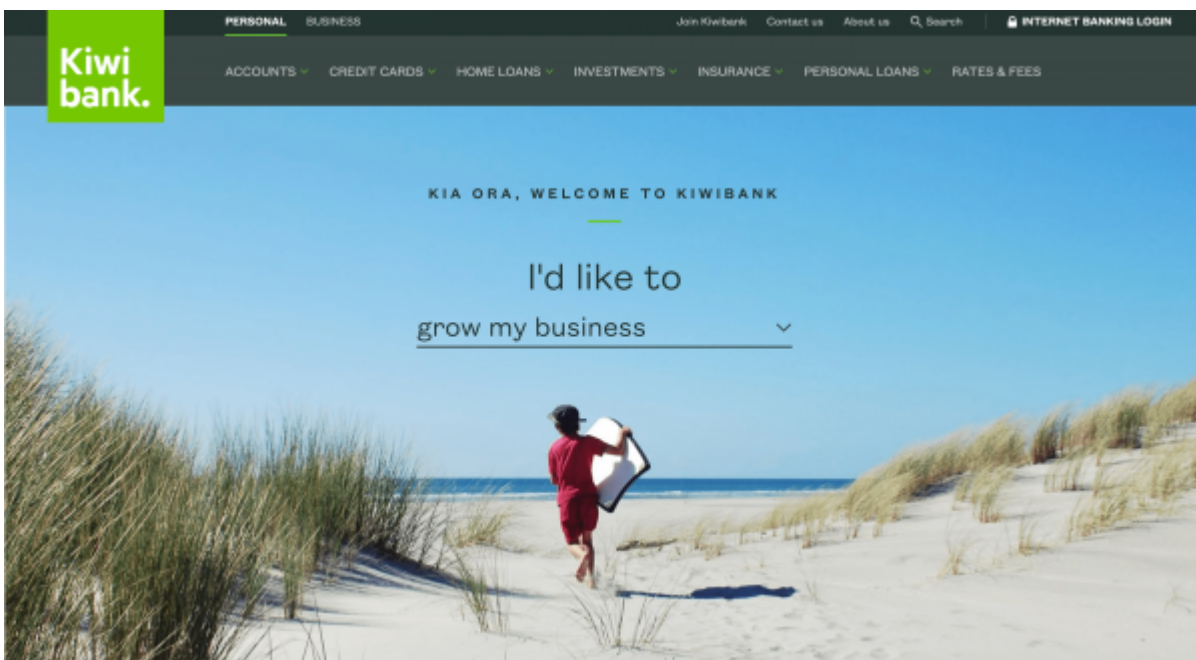 PERSONAL BUSINESS Join Kiwibank Contact us About us Search INTERNET BANKING LOGIN
Kiwi
bank.
ACCOUNTS CREDIT CARDS HOME LOANS INVESTMENTS INSURANCE PERSONAL LOANS RATES & FEES
KIA ORA, WELCOME TO KIWIBANK
I'd like to
grow my business